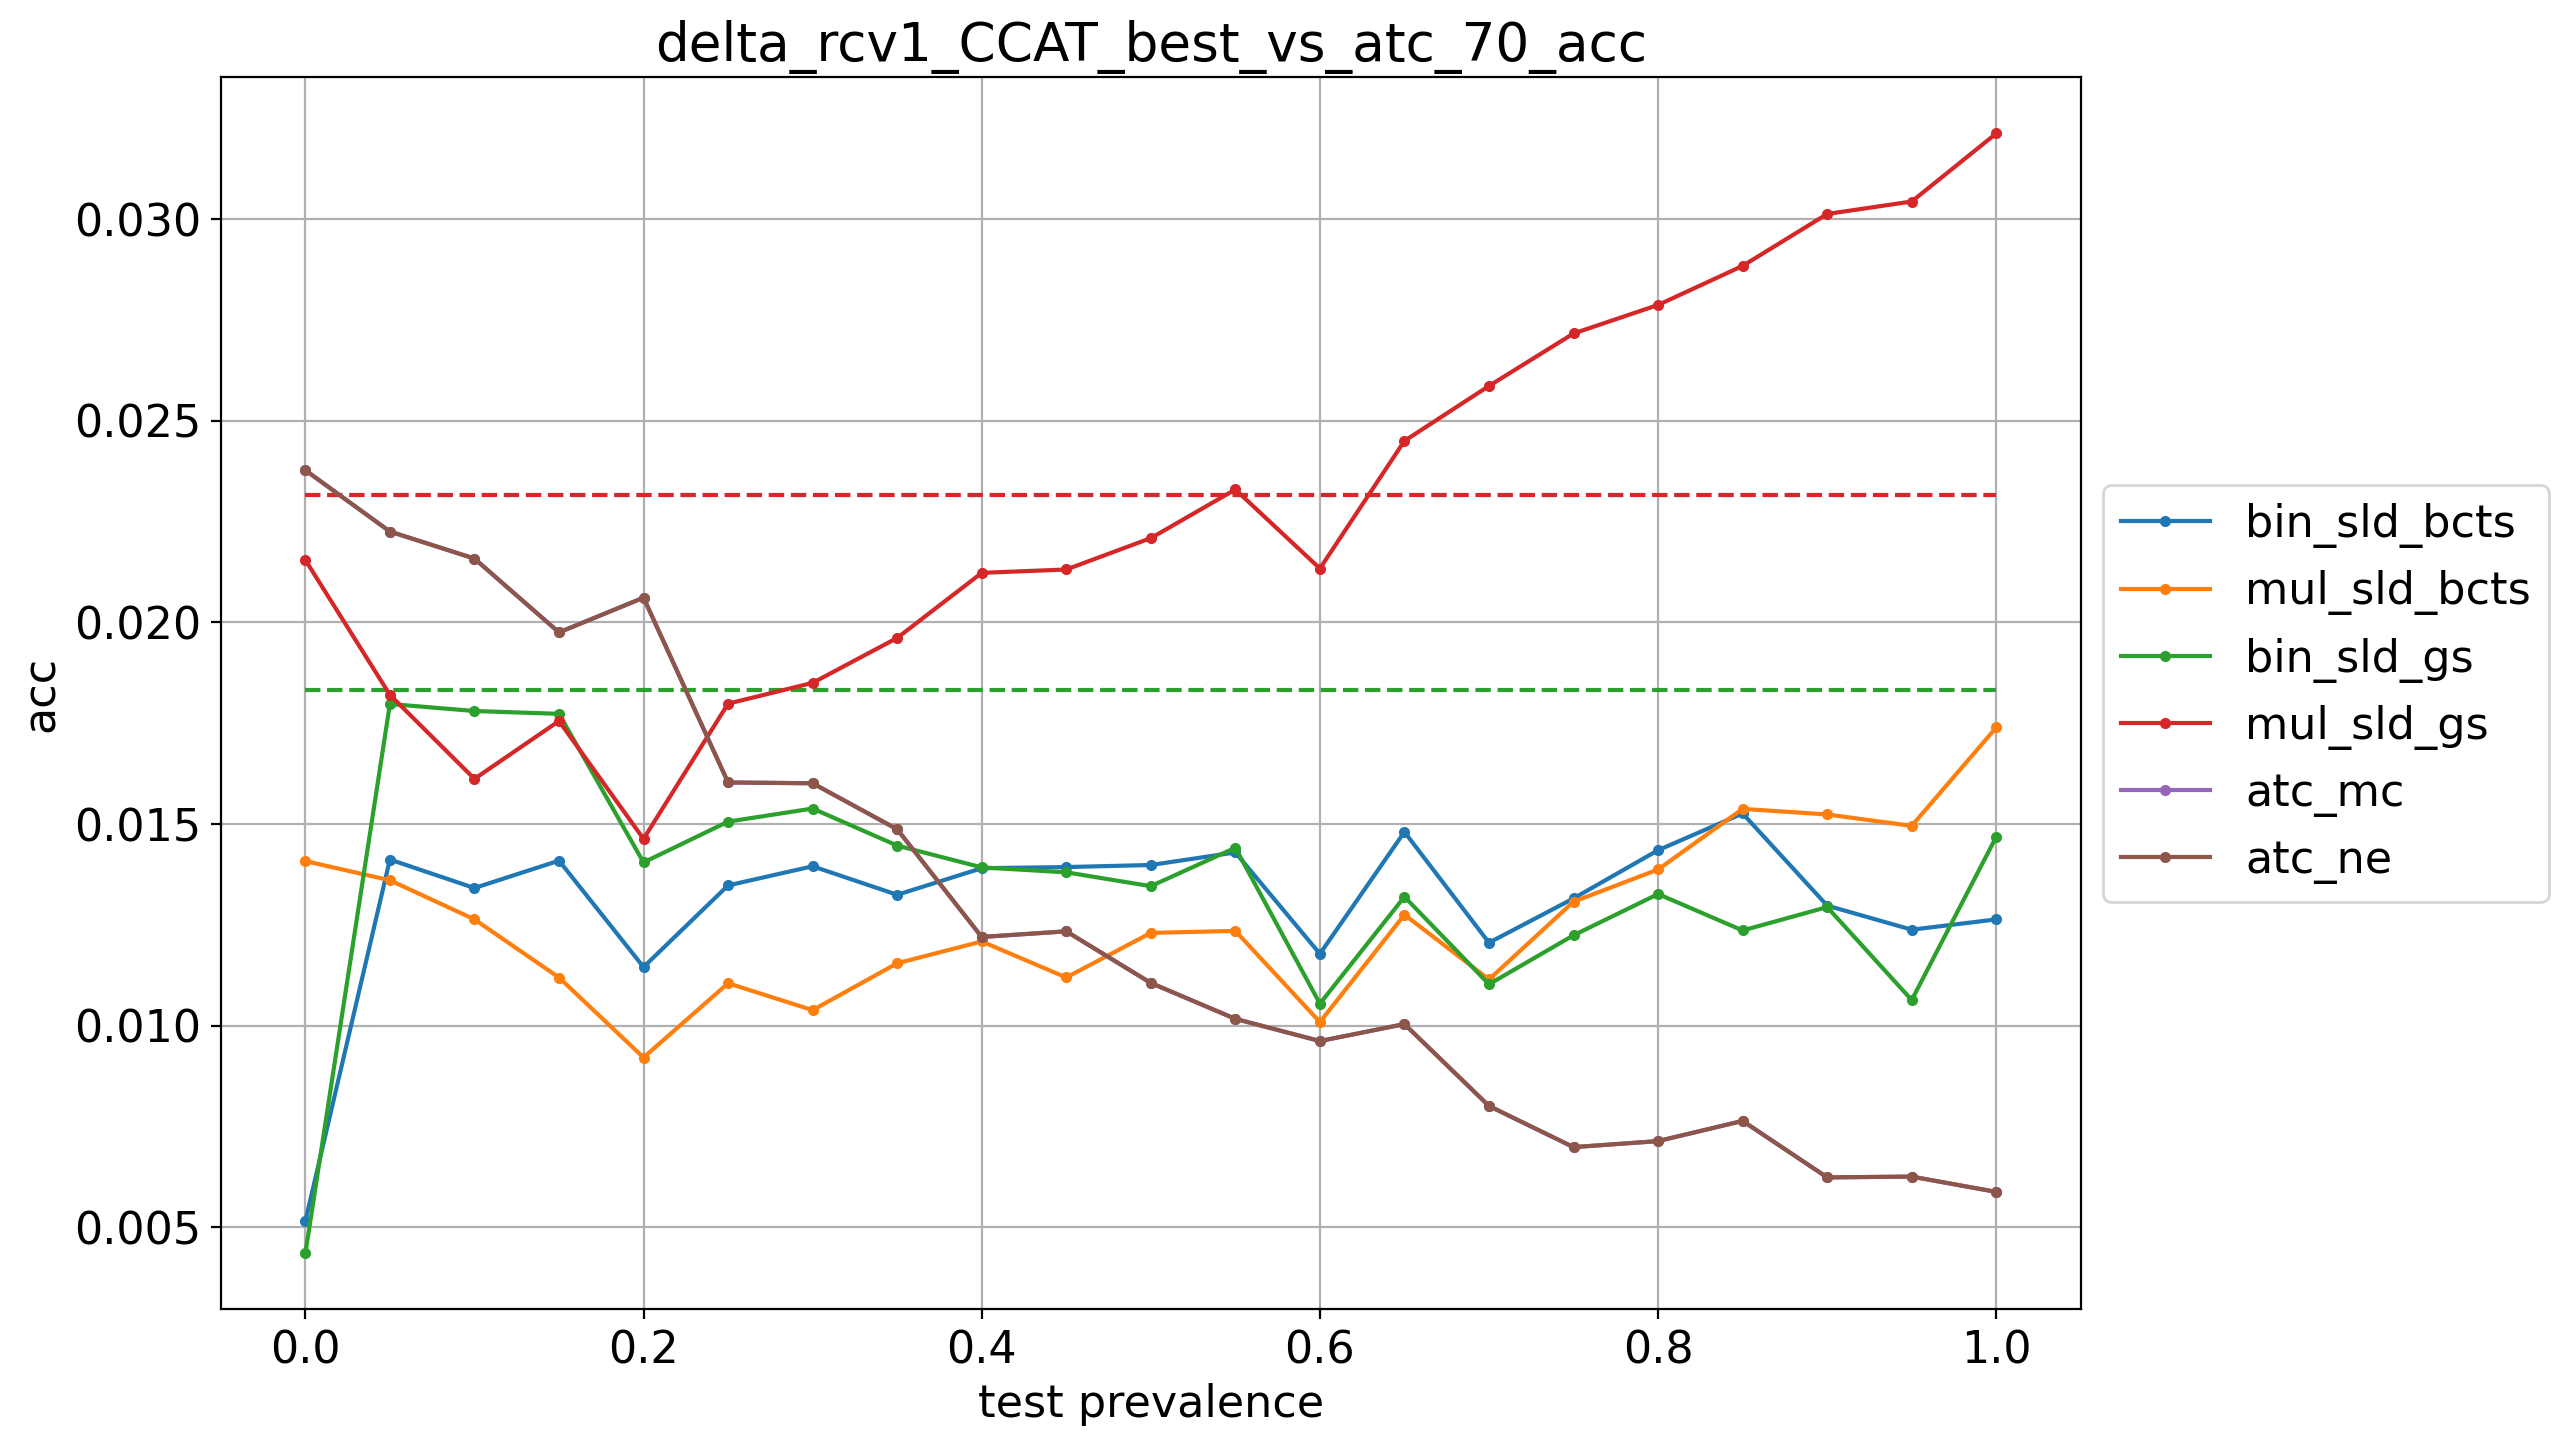 delta_rcv1_CCAT_best_vs_atc_70_acc
0.030
0.025
0.020
0.015
0.010
0.005
acc
0.0 0.2 0.4 0.6 0.8 1.0
test prevalence
bin_sld_bcts
mul_sld_bcts
bin_sld_gs
mul_sld_gs
atc_mc
atc_ne